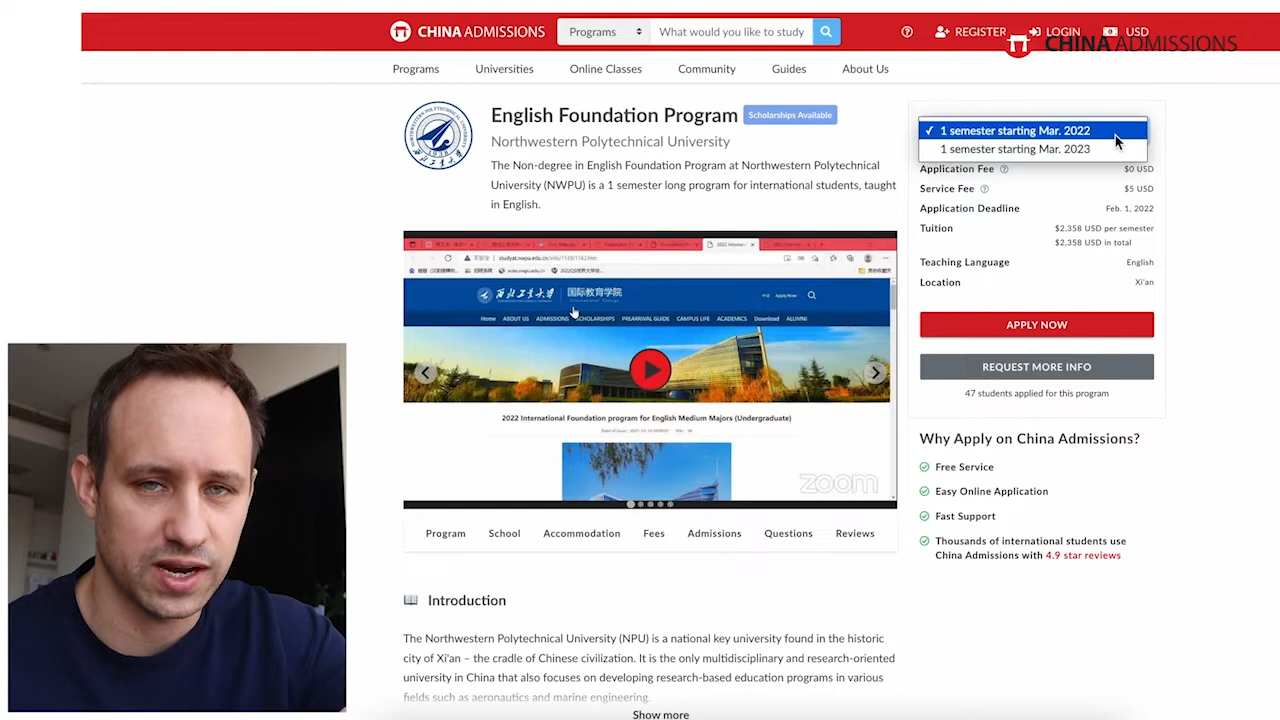 CHINA ADMISSIONS
Programs
What would you like to study
REGISTER
LOGIN
USD
CHINA ADMISSIONS
Programs
Universities
Online Classes
Community
Guides
About Us
English Foundation Program
Scholarships Available
Northwestern Polytechnical University
The Non-degree in English Foundation Program at Northwestern Polytechnical
University (NWPU) is a 1 semester long program for international students, taught
in English.
✓ 1 semester starting Mar. 2022
1 semester starting Mar. 2023
Application Fee
$0 USD
Service Fee
$5 USD
Application Deadline
Feb. 1, 2022
Tuition
$2,358 USD per semester
$2,358 USD in total
Teaching Language
English
Location
Xi'an
APPLY NOW
REQUEST MORE INFO
47 students applied for this program
西北工业大学
国际教育学院
Apply Now
Home
ABOUT US
ADMISSIONS
SCHOLARSHIPS
PREARRIVAL GUIDE
CAMPUS LIFE
ACADEMICS
Download
ALUMNI
2022 International Foundation program for English Medium Majors (Undergraduate)
zoom
Program
School
Accommodation
Fees
Admissions
Questions
Reviews
Why Apply on China Admissions?
Free Service
Easy Online Application
Fast Support
Thousands of international students use
China Admissions with 4.9 star reviews
Introduction
The Northwestern Polytechnical University (NPU) is a national key university found in the historic
city of Xi'an – the cradle of Chinese civilization. It is the only multidisciplinary and research-oriented
university in China that also focuses on developing research-based education programs in various
fields such as aeronautics and marine engineering.
Show more